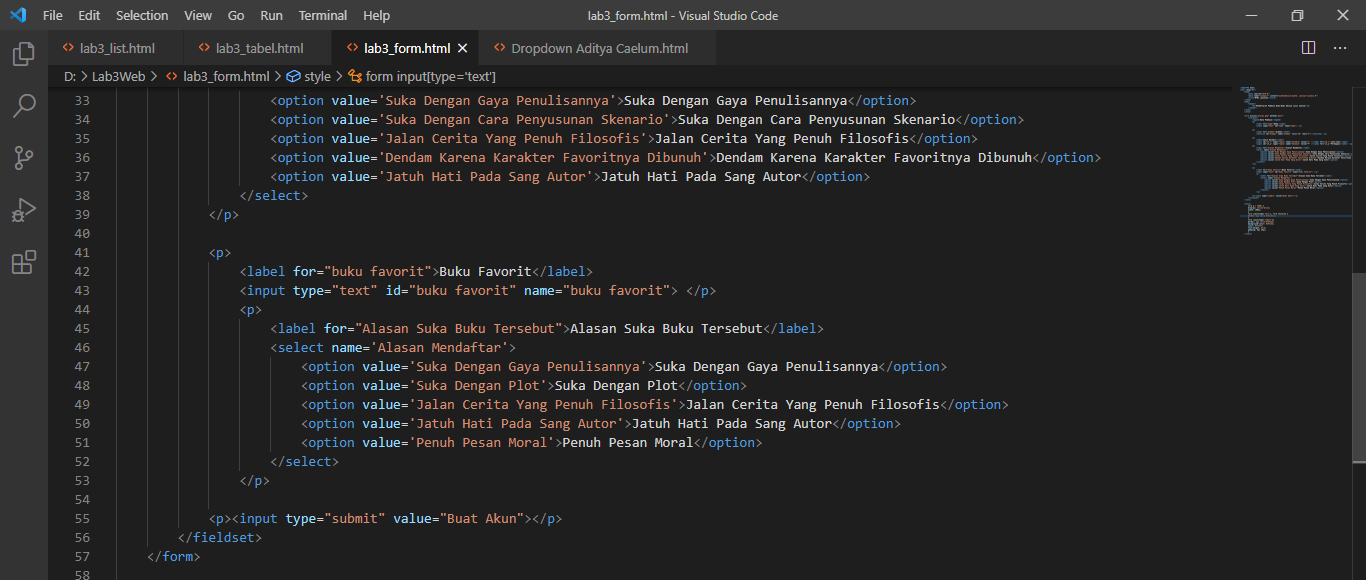 File Edit Selection View Go Run Terminal Help lab3_form.html - Visual Studio Code
lab3_list.html lab3_tabel.html lab3_form.html Dropdown Aditya Caelum.html
D: > Lab3Web > lab3_form.html > style > form input[type='text']
33 <option value='Suka Dengan Gaya Penulisannya'>Suka Dengan Gaya Penulisannya</option>
34 <option value='Suka Dengan Cara Penyusunan Skenario'>Suka Dengan Cara Penyusunan Skenario</option>
35 <option value='Jalan Cerita Yang Penuh Filosofis'>Jalan Cerita Yang Penuh Filosofis</option>
36 <option value='Dendam Karena Karakter Favoritnya Dibunuh'>Dendam Karena Karakter Favoritnya Dibunuh</option>
37 <option value='Jatuh Hati Pada Sang Autor'>Jatuh Hati Pada Sang Autor</option>
38 </select>
39 </p>
40
41 <p>
42 <label for="buku favorit">Buku Favorit</label>
43 <input type="text" id="buku favorit" name="buku favorit"> </p>
44 <p>
45 <label for="Alasan Suka Buku Tersebut">Alasan Suka Buku Tersebut</label>
46 <select name='Alasan Mendaftar'>
47 <option value='Suka Dengan Gaya Penulisannya'>Suka Dengan Gaya Penulisannya</option>
48 <option value='Suka Dengan Plot'>Suka Dengan Plot</option>
49 <option value='Jalan Cerita Yang Penuh Filosofis'>Jalan Cerita Yang Penuh Filosofis</option>
50 <option value='Jatuh Hati Pada Sang Autor'>Jatuh Hati Pada Sang Autor</option>
51 <option value='Penuh Pesan Moral'>Penuh Pesan Moral</option>
52 </select>
53 </p>
54
55 <p><input type="submit" value="Buat Akun"></p>
56 </fieldset>
57 </form>
58